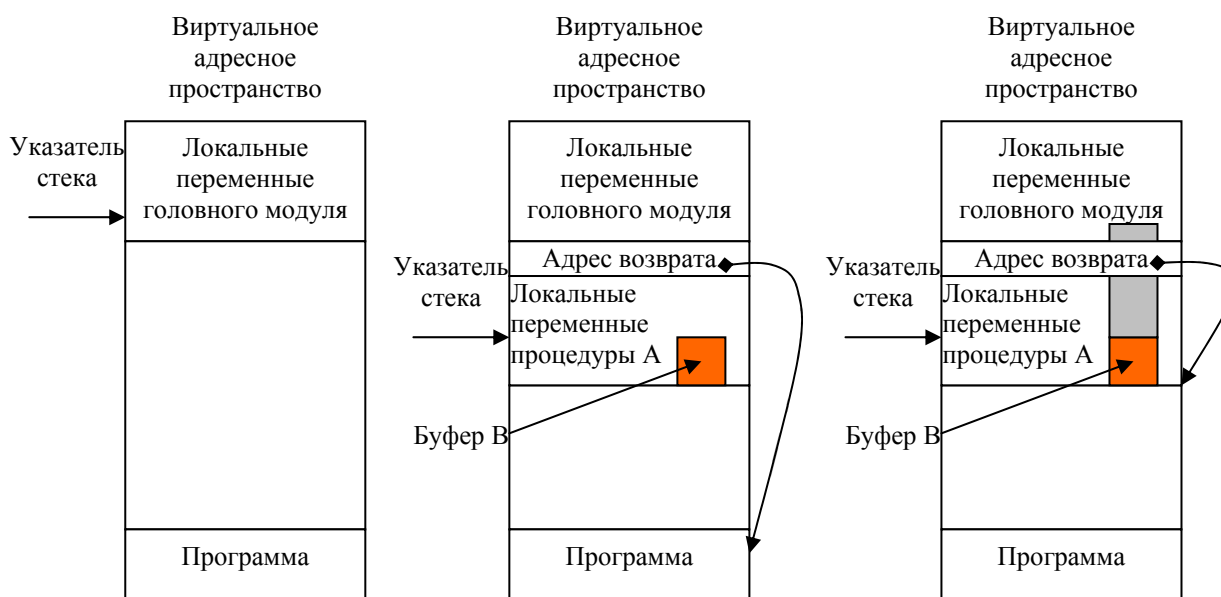 Виртуальное
адресное
пространство
Указатель
стека
Локальные
переменные
головного модуля
Программа
Виртуальное
адресное
пространство
Локальные
переменные
головного модуля
Адрес возврата
Указатель
стека
Локальные
переменные
процедуры А
Буфер В
Программа
Виртуальное
адресное
пространство
Локальные
переменные
головного модуля
Адрес возврата
Указатель
стека
Локальные
переменные
процедуры А
Буфер В
Программа